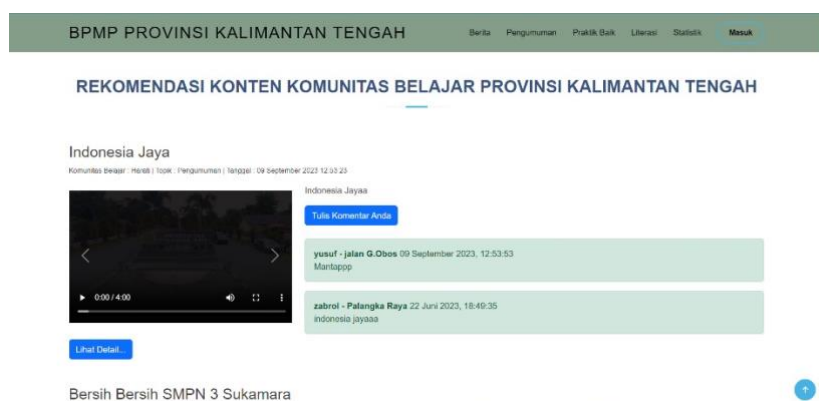 BPMP PROVINSI KALIMANTAN TENGAH
Berita Pengumuman Praktik Baik Literasi Statistik Masuk
REKOMENDASI KONTEN KOMUNITAS BELAJAR PROVINSI KALIMANTAN TENGAH
Indonesia Jaya
Komunitas Belajar : Harati | Topik : Pengumuman | Tanggal : 09 September 2023 12:53:23
Indonesia Jayaa
Tulis Komentar Anda
yusuf - jalan G.Obos 09 September 2023, 12:53:53
Mantappp
0:00 / 4:00
zabrol - Palangka Raya 22 Juni 2023, 18:49:35
indonesia jayaaa
Lihat Detail...
Bersih Bersih SMPN 3 Sukamara